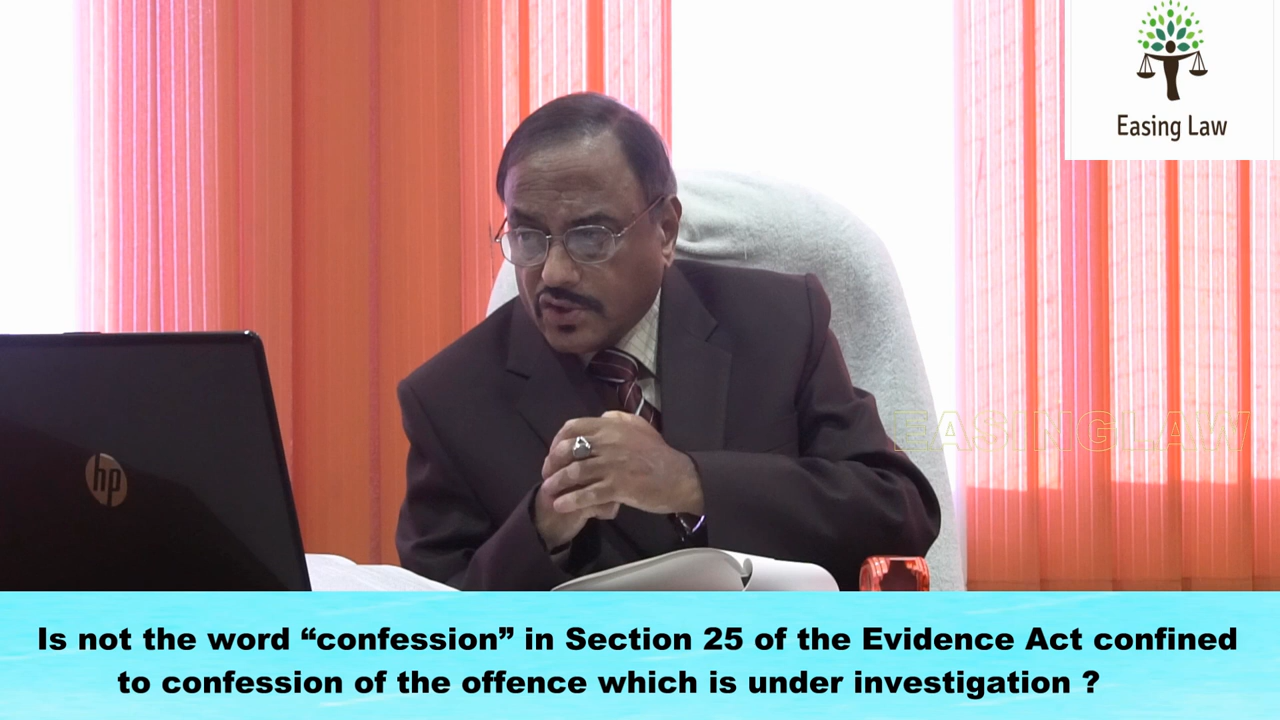 Easing Law
EASINGLAW
hp
Is not the word “confession” in Section 25 of the Evidence Act confined
to confession of the offence which is under investigation ?